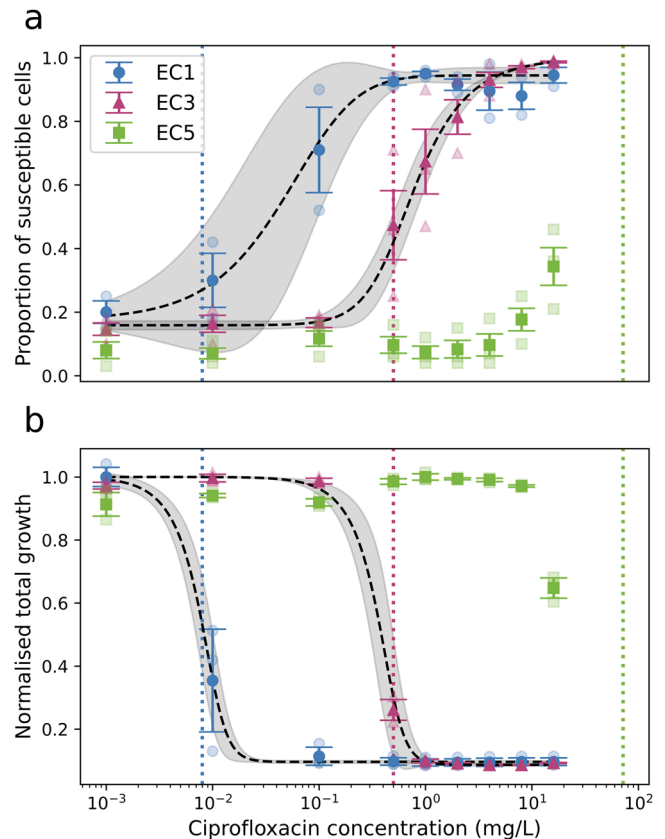 a
Proportion of susceptible cells
1.0
0.8
0.6
0.4
0.2
0.0
EC1
EC3
EC5
b
Normalised total growth
1.0
0.8
0.6
0.4
0.2
10⁻³
10⁻²
10⁻¹
10⁰
10¹
10²
Ciprofloxacin concentration (mg/L)